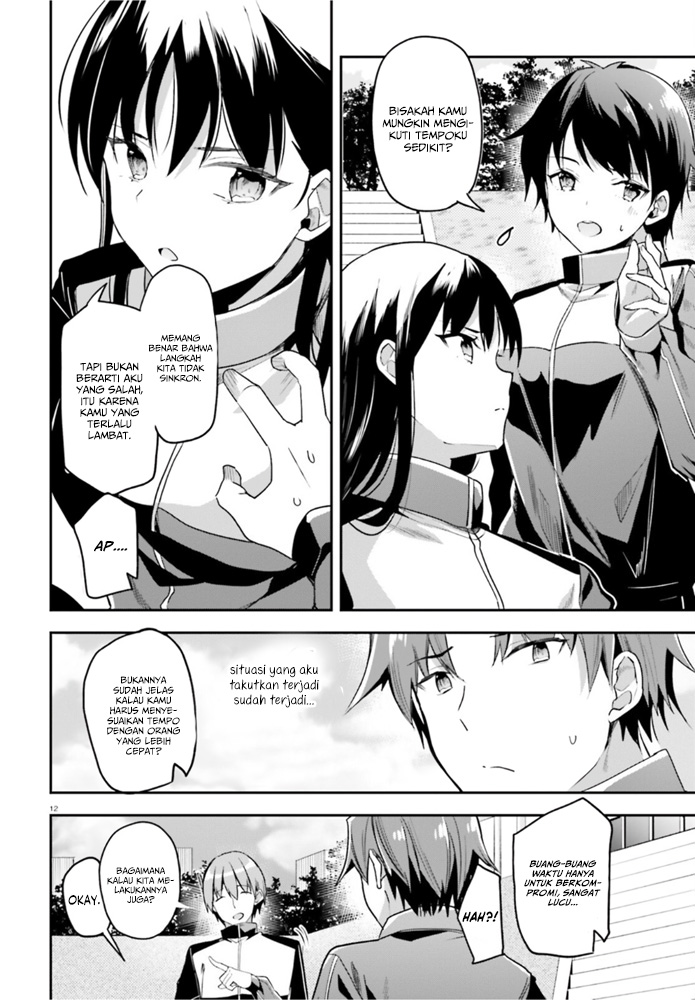 BISAKAH KAMU
MUNGKIN MENGI-
KUTI TEMPOKU
SEDIKIT?
MEMANG
BENAR BAHWA
LANGKAH
KITA TIDAK
SINKRON.
TAPI BUKAN
BERARTI AKU
YANG SALAH,
ITU KARENA
KAMU YANG
TERLALU
LAMBAT.
AP....
situasi yang aku
takutkan terjadi
sudah terjadi...
BUKANNYA
SUDAH JELAS
KALAU KAMU
HARUS MENYE-
SUAIKAN TEMPO
DENGAN ORANG
YANG LEBIH
CEPAT?
12
BUANG-BUANG
WAKTU HANYA
UNTUK BERKOM-
PROMI, SANGAT
LUCU...
HAH?!
BAGAIMANA
KALAU KITA ME-
LAKUKANNYA
JUGA?
OKAY.